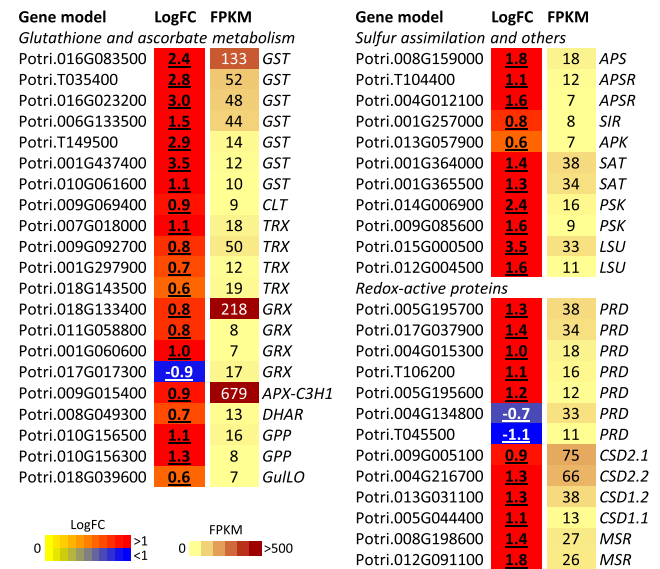 Gene model LogFC FPKM
Glutathione and ascorbate metabolism
Potri.016G083500 2.4 133 GST
Potri.T035400 2.8 52 GST
Potri.016G023200 3.0 48 GST
Potri.006G133500 1.5 44 GST
Potri.T149500 2.9 14 GST
Potri.001G437400 3.5 12 GST
Potri.010G061600 1.1 10 GST
Potri.009G069400 0.9 9 CLT
Potri.007G018000 1.1 18 TRX
Potri.009G092700 0.8 50 TRX
Potri.001G297900 0.7 12 TRX
Potri.018G143500 0.6 19 TRX
Potri.018G133400 0.8 218 GRX
Potri.011G058800 0.8 8 GRX
Potri.001G060600 1.0 7 GRX
Potri.017G017300 -0.9 17 GRX
Potri.009G015400 0.9 679 APX-C3H1
Potri.008G049300 0.7 13 DHAR
Potri.010G156500 1.1 16 GPP
Potri.010G156300 1.3 8 GPP
Potri.018G039600 0.6 7 GulLO
LogFC
0 >1
<1
FPKM
0 >500
Gene model LogFC FPKM
Sulfur assimilation and others
Potri.008G159000 1.8 18 APS
Potri.T104400 1.1 12 APSR
Potri.004G012100 1.6 7 APSR
Potri.001G257000 0.8 8 SIR
Potri.013G057900 0.6 7 APK
Potri.001G364000 1.4 38 SAT
Potri.001G365500 1.3 34 SAT
Potri.014G006900 2.4 16 PSK
Potri.009G085600 1.6 9 PSK
Potri.015G000500 3.5 33 LSU
Potri.012G004500 1.6 11 LSU
Redox-active proteins
Potri.005G195700 1.3 38 PRD
Potri.017G037900 1.4 34 PRD
Potri.004G015300 1.0 18 PRD
Potri.T106200 1.1 16 PRD
Potri.005G195600 1.2 12 PRD
Potri.004G134800 -0.7 33 PRD
Potri.T045500 -1.1 11 PRD
Potri.009G005100 0.9 75 CSD2.1
Potri.004G216700 1.3 66 CSD2.2
Potri.013G031100 1.3 38 CSD1.2
Potri.005G044400 1.1 13 CSD1.1
Potri.008G198600 1.4 27 MSR
Potri.012G091100 1.8 26 MSR